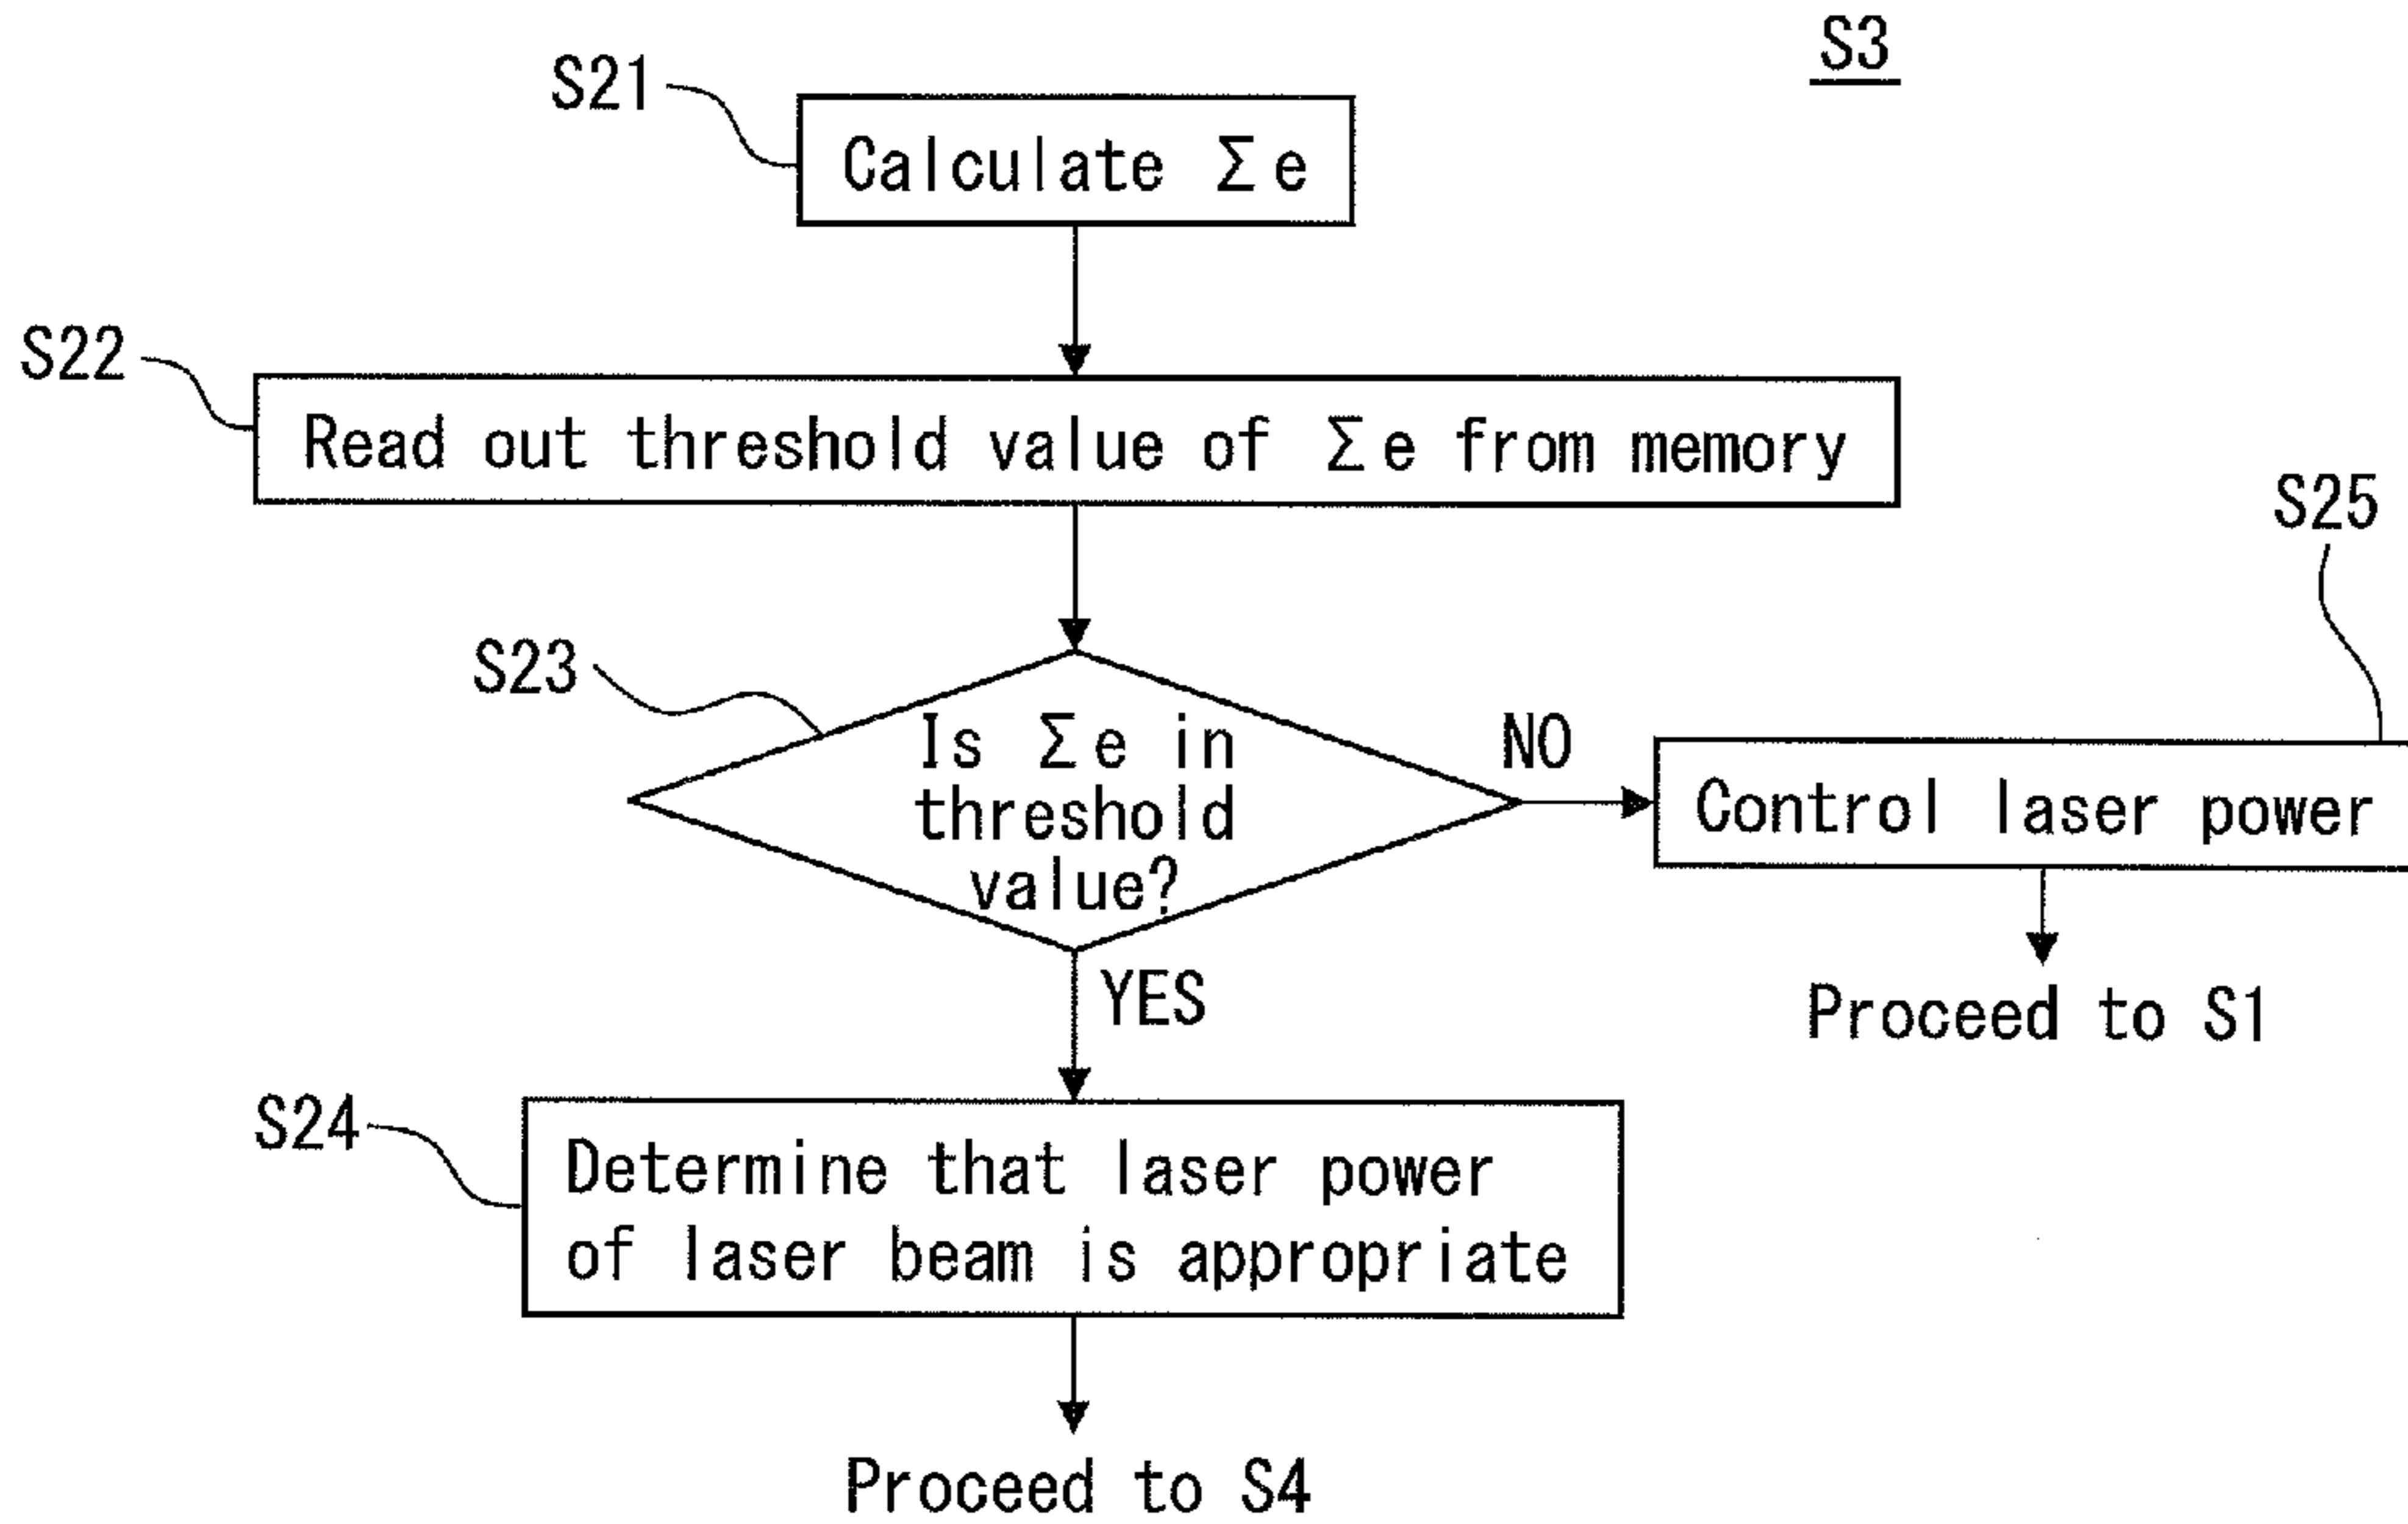 S3
S21
Calculate Σe
S22
Read out threshold value of Σe from memory
S23
Is Σe in
threshold
value?
NO
S25
Control laser power
Proceed to S1
YES
S24
Determine that laser power
of laser beam is appropriate
Proceed to S4